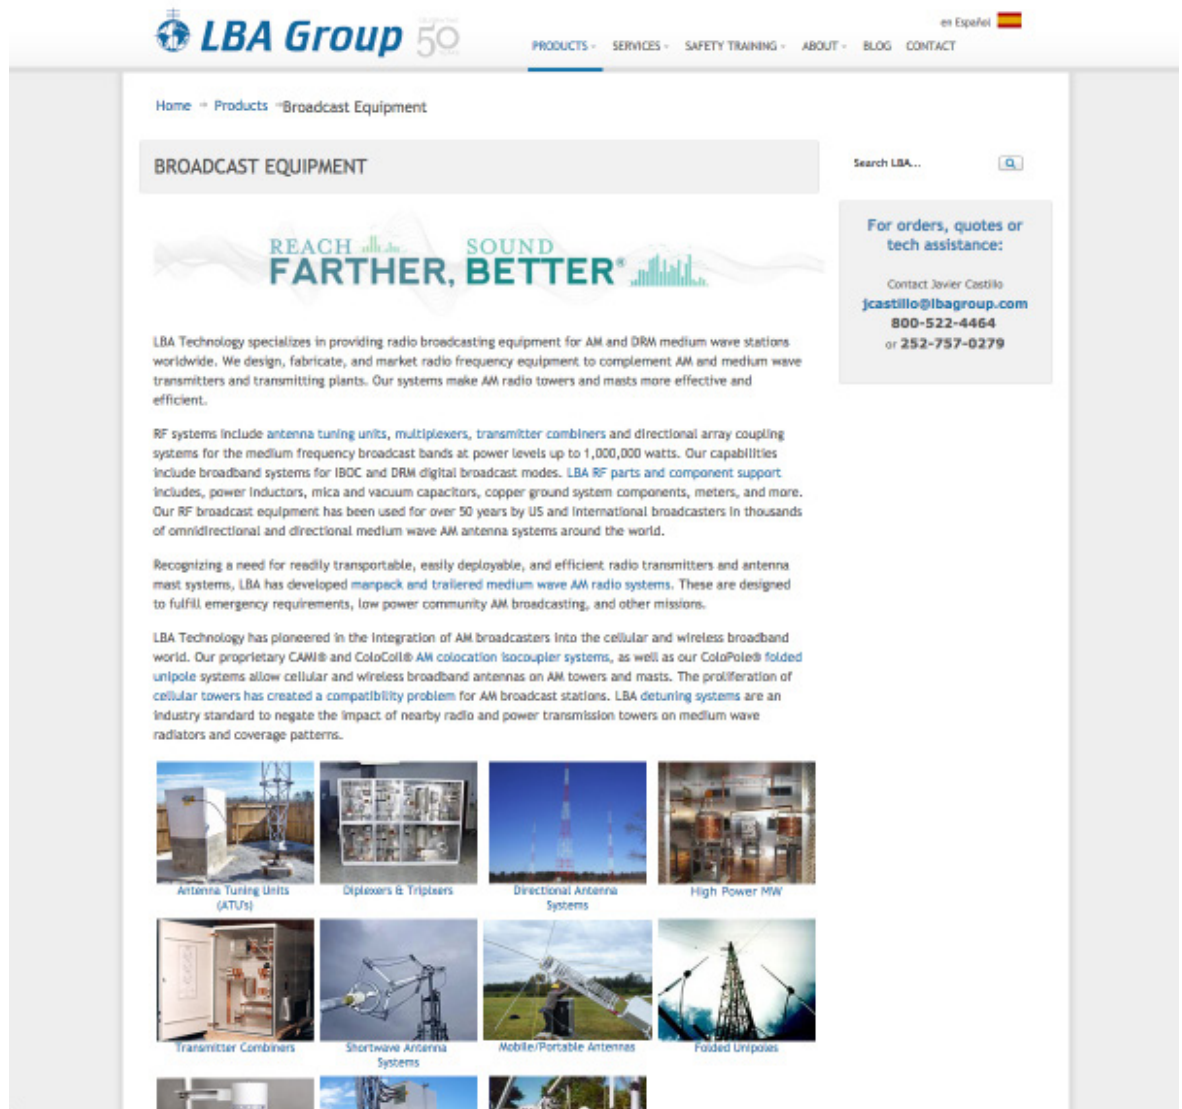 LBA Group
CELEBRATING
50
YEARS
en Español
PRODUCTS
SERVICES
SAFETY TRAINING
ABOUT
BLOG
CONTACT
Home
Products
Broadcast Equipment
BROADCAST EQUIPMENT
Search LBA...
REACH SOUND
FARTHER, BETTER®
For orders, quotes or
tech assistance:
Contact Javier Castillo
jcastillo@lbagroup.com
800-522-4464
or 252-757-0279
LBA Technology specializes in providing radio broadcasting equipment for AM and DRM medium wave stations
worldwide. We design, fabricate, and market radio frequency equipment to complement AM and medium wave
transmitters and transmitting plants. Our systems make AM radio towers and masts more effective and
efficient.
RF systems include antenna tuning units, multiplexers, transmitter combiners and directional array coupling
systems for the medium frequency broadcast bands at power levels up to 1,000,000 watts. Our capabilities
include broadband systems for IBOC and DRM digital broadcast modes. LBA RF parts and component support
includes, power inductors, mica and vacuum capacitors, copper ground system components, meters, and more.
Our RF broadcast equipment has been used for over 50 years by US and international broadcasters in thousands
of omnidirectional and directional medium wave AM antenna systems around the world.
Recognizing a need for readily transportable, easily deployable, and efficient radio transmitters and antenna
mast systems, LBA has developed manpack and trailered medium wave AM radio systems. These are designed
to fulfill emergency requirements, low power community AM broadcasting, and other missions.
LBA Technology has pioneered in the integration of AM broadcasters into the cellular and wireless broadband
world. Our proprietary CAMI® and ColoCoil® AM colocation isocoupler systems, as well as our ColoPole® folded
unipole systems allow cellular and wireless broadband antennas on AM towers and masts. The proliferation of
cellular towers has created a compatibility problem for AM broadcast stations. LBA detuning systems are an
industry standard to negate the impact of nearby radio and power transmission towers on medium wave
radiators and coverage patterns.
Antenna Tuning Units
(ATU's)
Diplexers & Triplxers
Directional Antenna
Systems
High Power MW
Transmitter Combiners
Shortwave Antenna
Systems
Mobile/Portable Antennas
Folded Unipoles